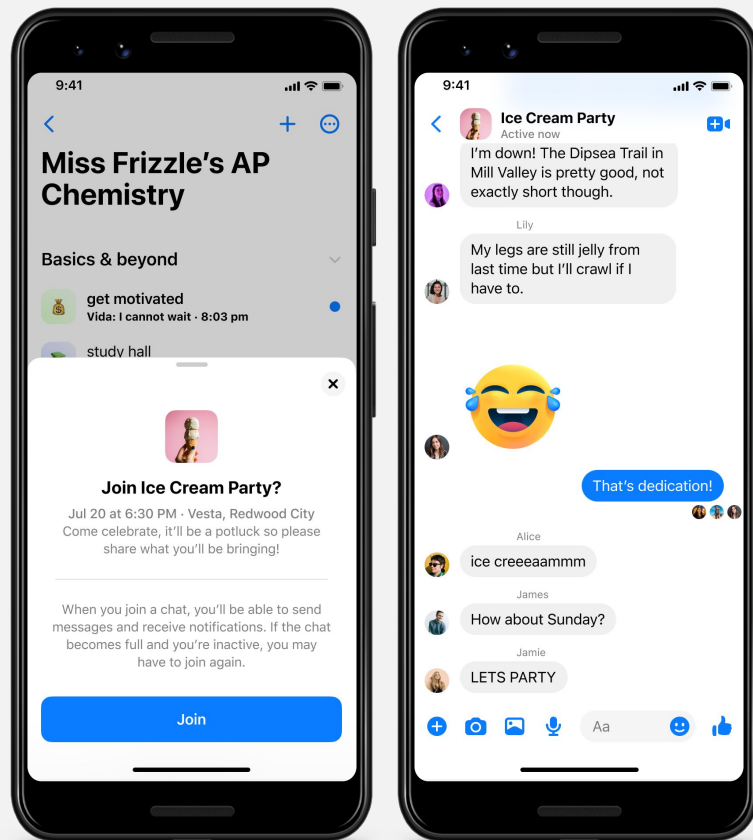 9:41
Miss Frizzle’s AP
Chemistry
Basics & beyond
get motivated
Vida: I cannot wait · 8:03 pm
study hall
Join Ice Cream Party?
Jul 20 at 6:30 PM · Vesta, Redwood City
Come celebrate, it’ll be a potluck so please
share what you’ll be bringing!
When you join a chat, you’ll be able to send
messages and receive notifications. If the chat
becomes full and you’re inactive, you may
have to join again.
Join
9:41
Ice Cream Party
Active now
I’m down! The Dipsea Trail in
Mill Valley is pretty good, not
exactly short though.
Lily
My legs are still jelly from
last time but I’ll crawl if I
have to.
That’s dedication!
Alice
ice creeeaammm
James
How about Sunday?
Jamie
LETS PARTY
Aa